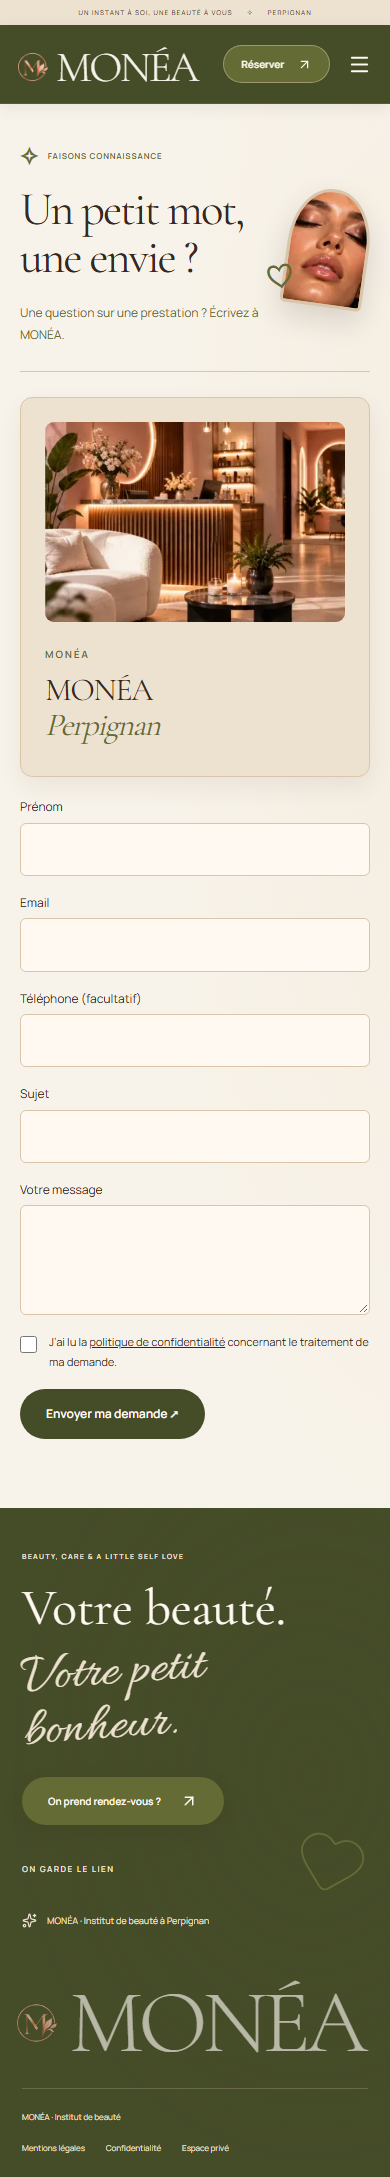 UN INSTANT À SOI, UNE BEAUTÉ À VOUS ✧ PERPIGNAN
M MONÉA
Réserver
FAISONS CONNAISSANCE
Un petit mot,
une envie ?
Une question sur une prestation ? Écrivez à
MONÉA.
MONÉA
MONÉA
Perpignan
Prénom
Email
Téléphone (facultatif)
Sujet
Votre message
J'ai lu la politique de confidentialité concernant le traitement de
ma demande.
Envoyer ma demande ↗
BEAUTY, CARE & A LITTLE SELF LOVE
Votre beauté.
Votre petit
bonheur.
On prend rendez-vous ?
ON GARDE LE LIEN
MONÉA · Institut de beauté à Perpignan
M MONÉA
MONÉA · Institut de beauté
Mentions légales Confidentialité Espace privé